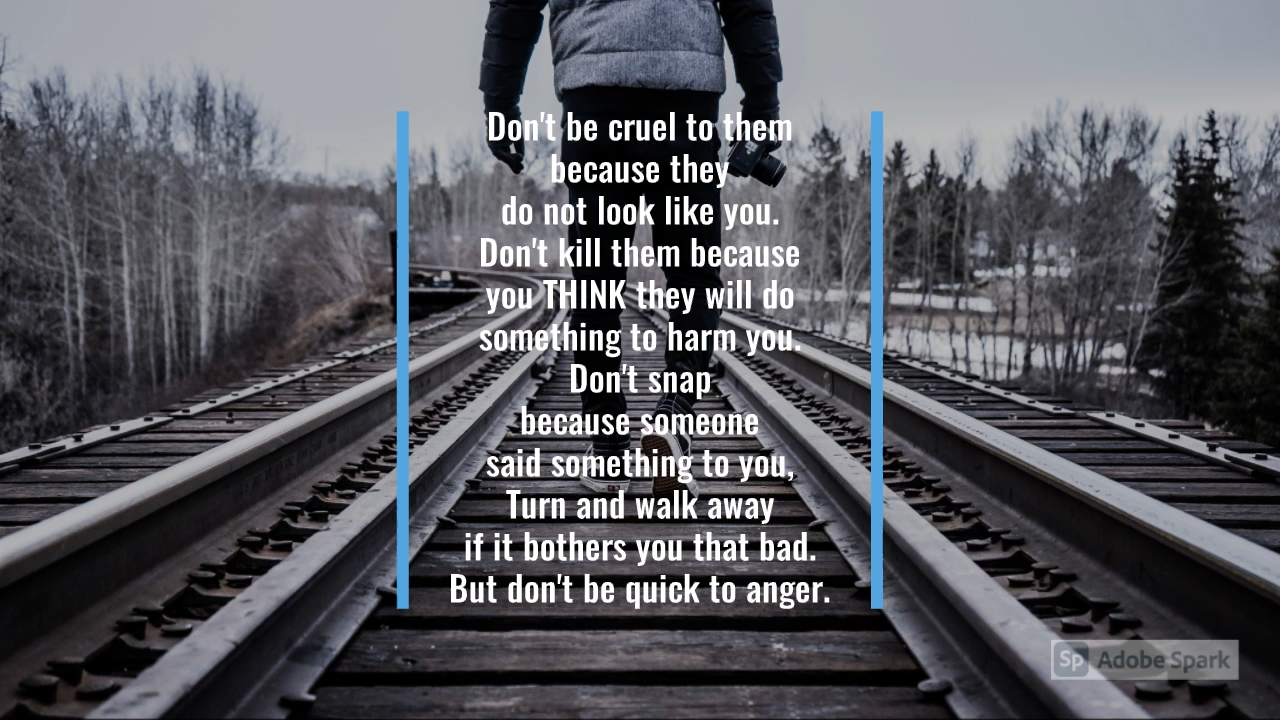 Don't be cruel to them
because they
do not look like you.
Don't kill them because
you THINK they will do
something to harm you.
Don't snap
because someone
said something to you,
Turn and walk away
if it bothers you that bad.
But don't be quick to anger.
Sp Adobe Spark